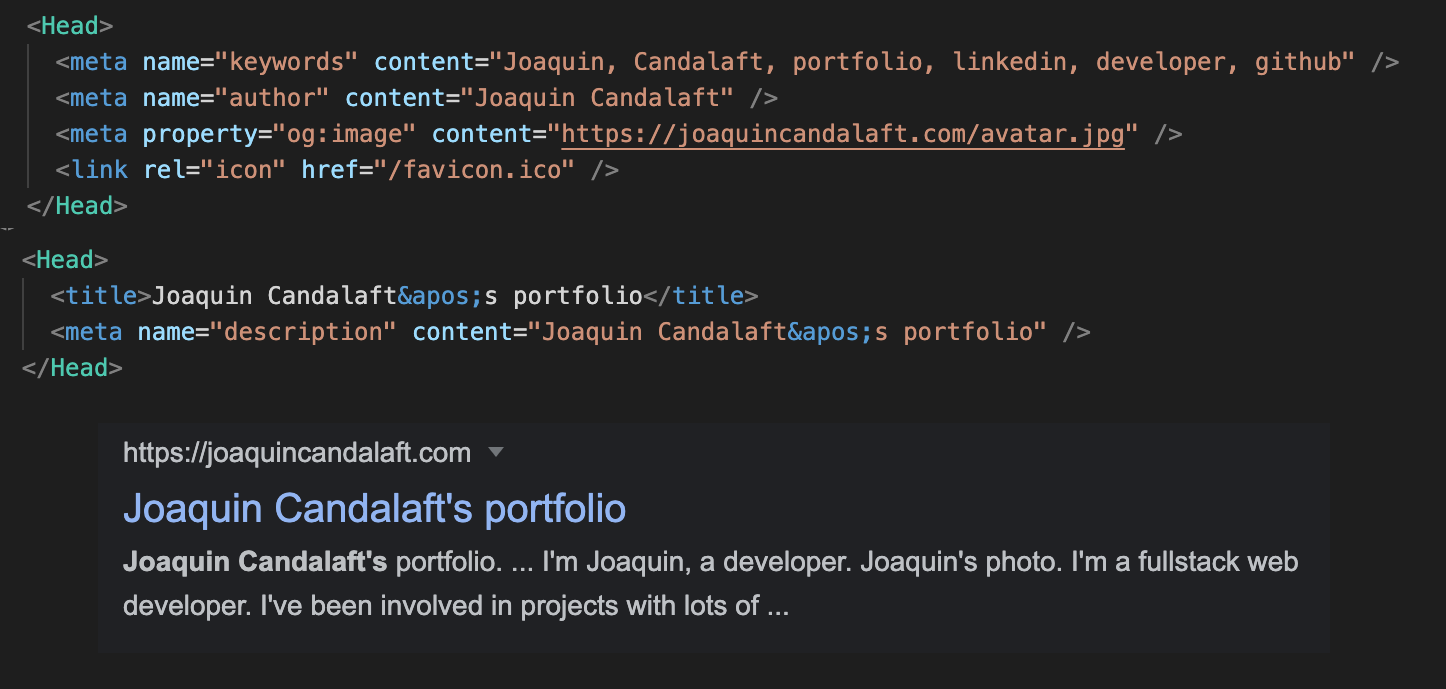 <Head>
<meta name="keywords" content="Joaquin, Candalaft, portfolio, linkedin, developer, github" />
<meta name="author" content="Joaquin Candalaft" />
<meta property="og:image" content="https://joaquincandalaft.com/avatar.jpg" />
<link rel="icon" href="/favicon.ico" />
</Head>
<Head>
<title>Joaquin Candalaft&apos;s portfolio</title>
<meta name="description" content="Joaquin Candalaft&apos;s portfolio" />
</Head>
https://joaquincandalaft.com
Joaquin Candalaft's portfolio
Joaquin Candalaft's portfolio. ... I'm Joaquin, a developer. Joaquin's photo. I'm a fullstack web
developer. I've been involved in projects with lots of ...